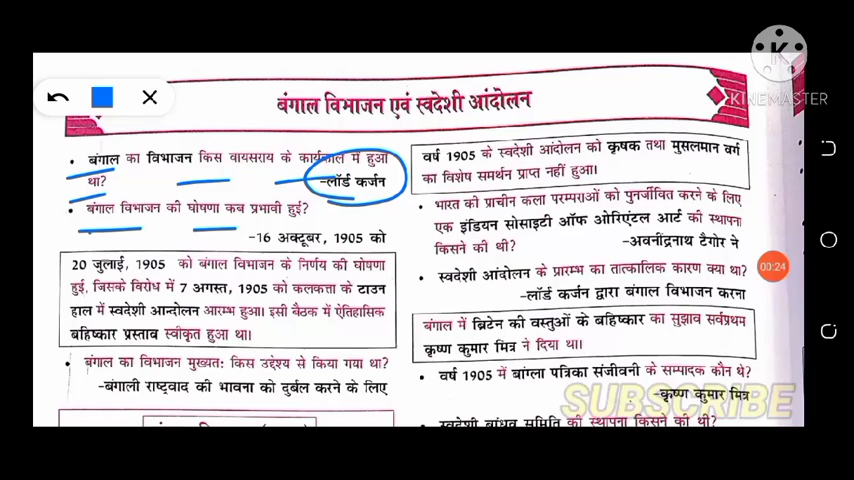 KINEMASTER
बंगाल विभाजन एवं स्वदेशी आंदोलन
• बंगाल का विभाजन किस वायसराय के कार्यकाल में हुआ
था?
-लॉर्ड कर्जन
• बंगाल विभाजन की घोषणा कब प्रभावी हुई?
-16 अक्टूबर, 1905 को
20 जुलाई, 1905 को बंगाल विभाजन के निर्णय की घोषणा
हुई, जिसके विरोध में 7 अगस्त, 1905 को कलकत्ता के टाउन
हाल में स्वदेशी आन्दोलन आरम्भ हुआ। इसी बैठक में ऐतिहासिक
बहिष्कार प्रस्ताव स्वीकृत हुआ था।
• बंगाल का विभाजन मुख्यत: किस उद्देश्य से किया गया था?
-बंगाली राष्ट्रवाद की भावना को दुर्बल करने के लिए
वर्ष 1905 के स्वदेशी आंदोलन को कृषक तथा मुसलमान वर्ग
का विशेष समर्थन प्राप्त नहीं हुआ।
• भारत की प्राचीन कला परम्पराओं को पुनर्जीवित करने के लिए
एक इंडियन सोसाइटी ऑफ ओरिएंटल आर्ट की स्थापना
किसने की थी?
-अवनींद्रनाथ टैगोर ने
• स्वदेशी आंदोलन के प्रारम्भ का तात्कालिक कारण क्या था?
-लॉर्ड कर्जन द्वारा बंगाल विभाजन करना
बंगाल में ब्रिटेन की वस्तुओं के बहिष्कार का सुझाव सर्वप्रथम
कृष्ण कुमार मित्र ने दिया था।
• वर्ष 1905 में बांग्ला पत्रिका संजीवनी के सम्पादक कौन थे?
-कृष्ण कुमार मित्र
• स्वदेशी बांधव समिति की स्थापना किसने की थी?
00:24
SUBSCRIBE